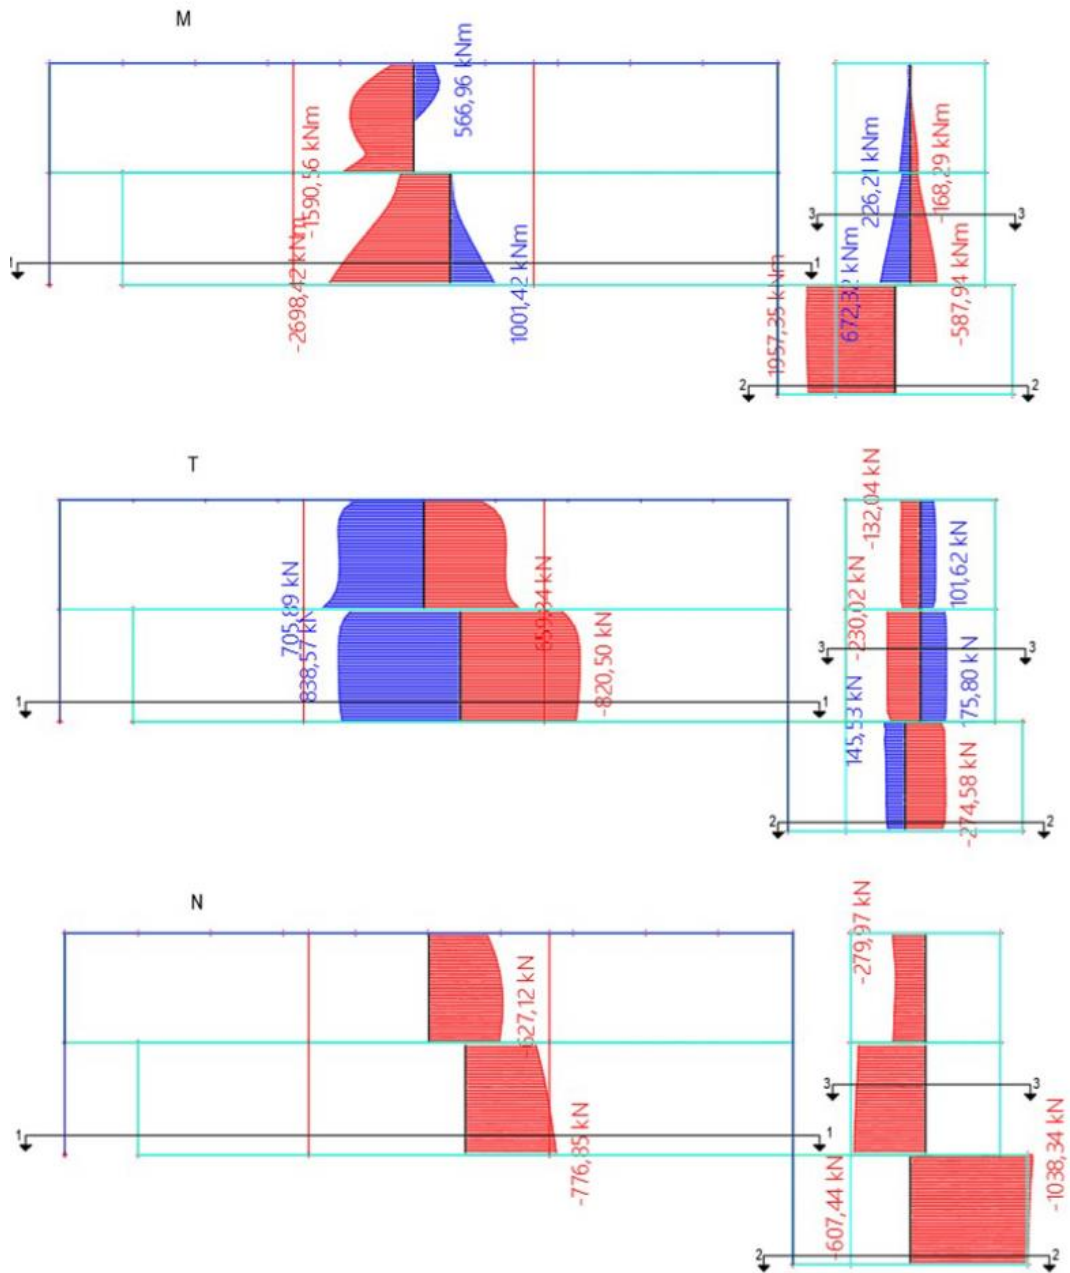 M
566,96 kNm
-1590,56 kNm
-2698,42 kNm
1001,42 kNm
226,21 kNm
-168,29 kNm
3 3
1 1
672,32 kNm
-587,94 kNm
1957,35 kNm
2 2
T
-132,04 kN
101,62 kN
705,89 kN
838,57 kN
-820,50 kN
-230,02 kN
3 3
145,53 kN
175,80 kN
1 1
-274,58 kN
2 2
N
-279,97 kN
-627,12 kN
3 3
-776,35 kN
1 1
-607,44 kN
-1038,34 kN
2 2